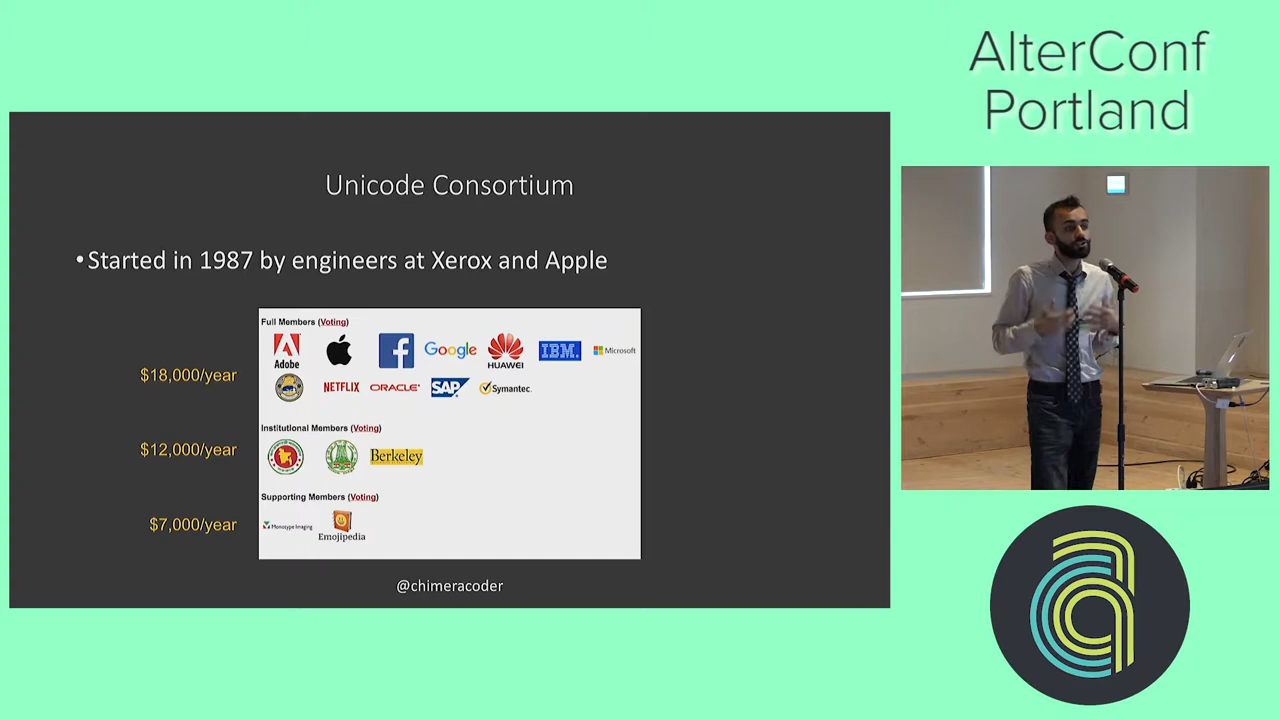 AlterConf
Portland
Unicode Consortium
•Started in 1987 by engineers at Xerox and Apple
Full Members (Voting)
Adobe
Google
HUAWEI
IBM.
Microsoft
$18,000/year
NETFLIX
ORACLE
SAP
Symantec.
Institutional Members (Voting)
$12,000/year
Berkeley
Supporting Members (Voting)
$7,000/year
Monotype Imaging
Emojipedia
@chimeracoder